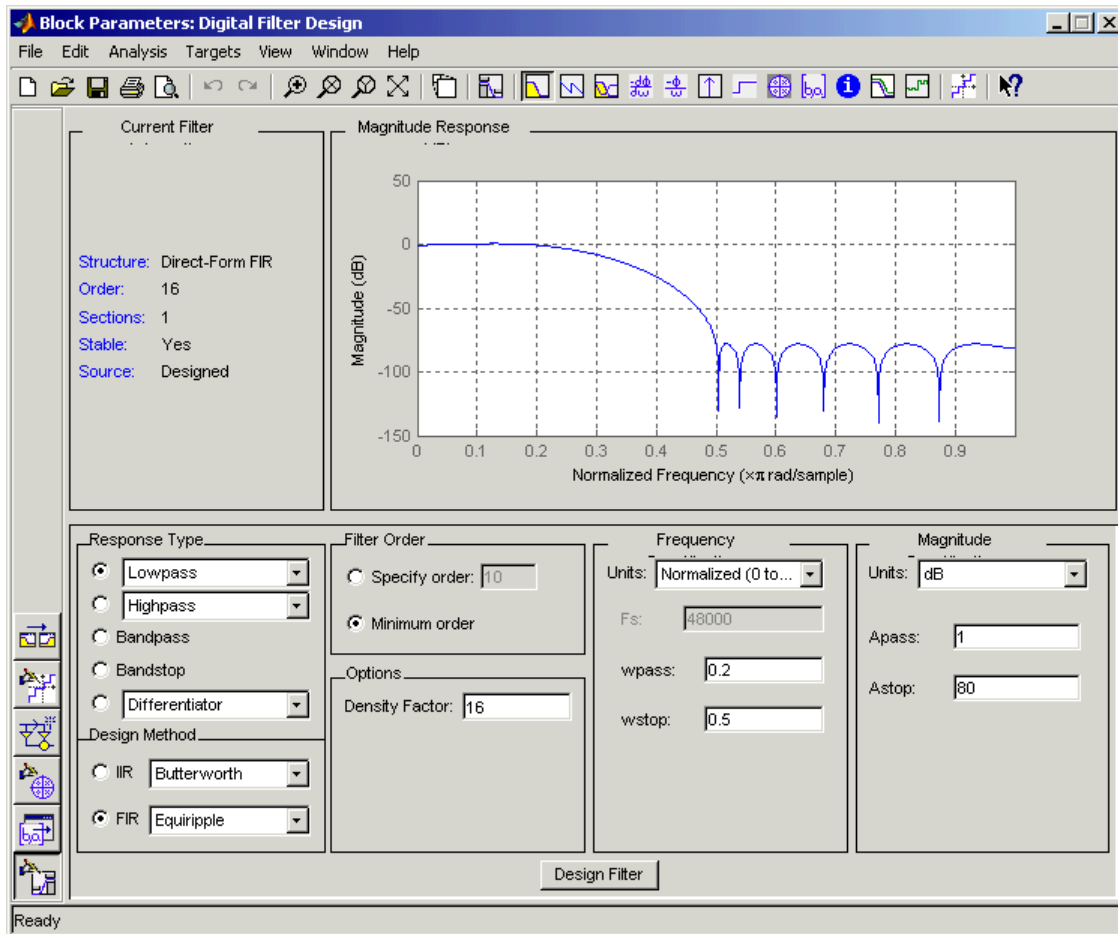 Block Parameters: Digital Filter Design
File Edit Analysis Targets View Window Help
Current Filter
Structure: Direct-Form FIR
Order: 16
Sections: 1
Stable: Yes
Source: Designed
Magnitude Response
50
0
-50
-100
-150
Magnitude (dB)
0 0.1 0.2 0.3 0.4 0.5 0.6 0.7 0.8 0.9
Normalized Frequency (×π rad/sample)
Response Type
Lowpass
Highpass
Bandpass
Bandstop
Differentiator
Design Method
IIR Butterworth
FIR Equiripple
Filter Order
Specify order: 10
Minimum order
Options
Density Factor: 16
Frequency
Units: Normalized (0 to...
Fs: 48000
wpass: 0.2
wstop: 0.5
Magnitude
Units: dB
Apass: 1
Astop: 80
Design Filter
Ready